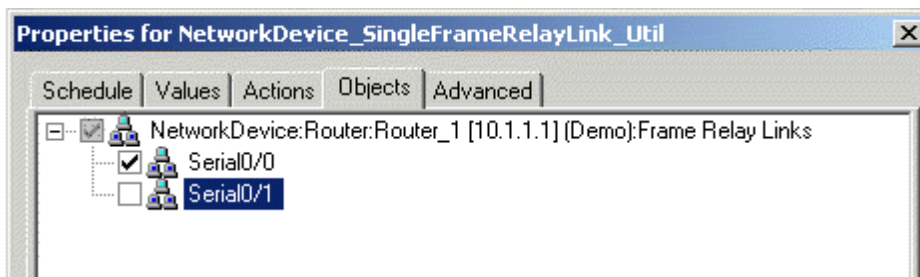 Properties for NetworkDevice_SingleFrameRelayLink_Util
Schedule Values Actions Objects Advanced
NetworkDevice:Router:Router_1 [10.1.1.1] (Demo):Frame Relay Links
Serial0/0
Serial0/1